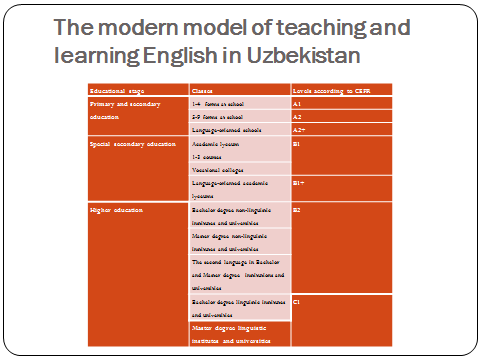 The modern model of teaching and
learning English in Uzbekistan
Educational stage Classes Levels according to CEFR
Primary and secondary education 1-4 forms at school A1
5-9 forms at school A2
Language-oriented schools A2+
Special secondary education Academic lyceum B1
1-2 courses
Vocational colleges
Language-oriented academic B1+
lyceums
Higher education Bachelor degree non-linguistic B2
institutes and universities
Master degree non-linguistic
institutes and universities
The second language in Bachelor
and Master degree institutions and
universities
Bachelor degree linguistic institutes C1
and universities
Master degree linguistic
institutes and universities